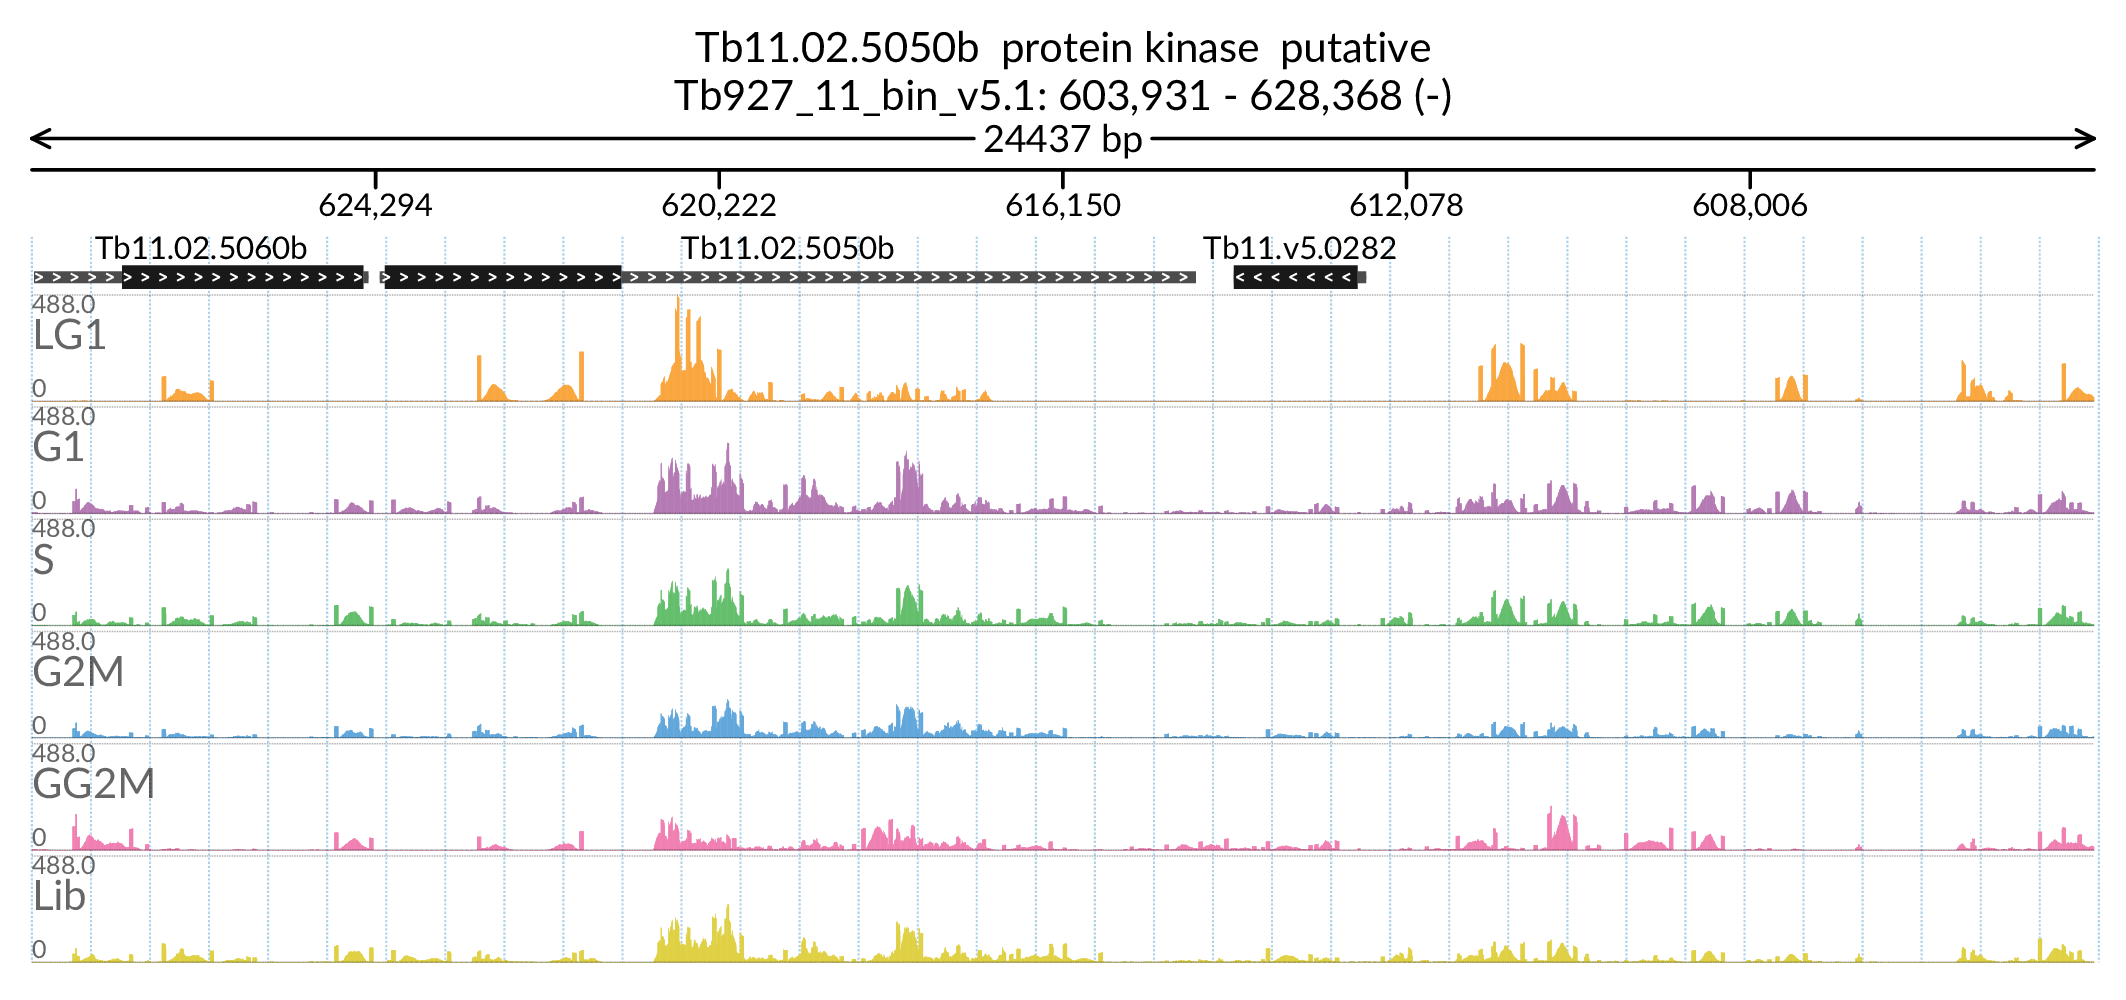 Tb11.02.5050b protein kinase putative
Tb927_11_bin_v5.1: 603,931 - 628,368 (-)
24437 bp
624,294 620,222 616,150 612,078 608,006
Tb11.02.5060b Tb11.02.5050b Tb11.v5.0282
488.0
LG1
0
488.0
G1
0
488.0
S
0
488.0
G2M
0
488.0
GG2M
0
488.0
Lib
0